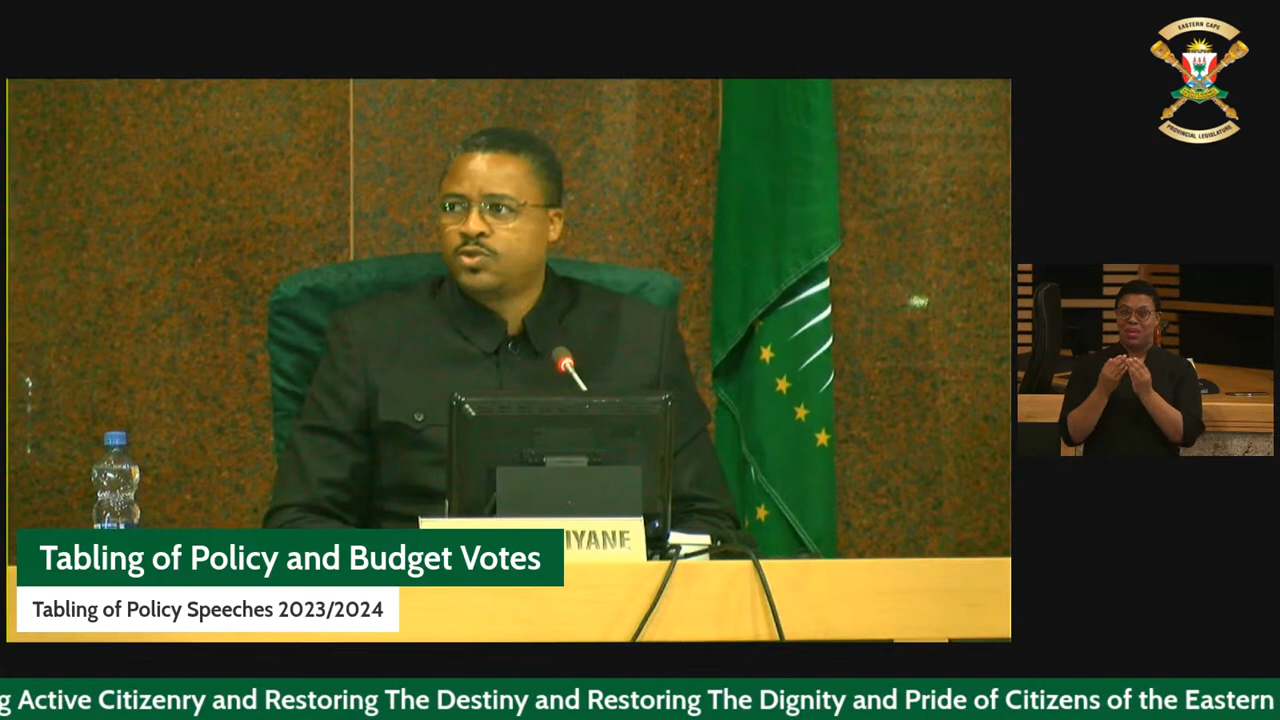 EASTERN CAPE
PROVINCIAL LEGISLATURE
IYANE
Tabling of Policy and Budget Votes
Tabling of Policy Speeches 2023/2024
g Active Citizenry and Restoring The Destiny and Restoring The Dignity and Pride of Citizens of the Eastern